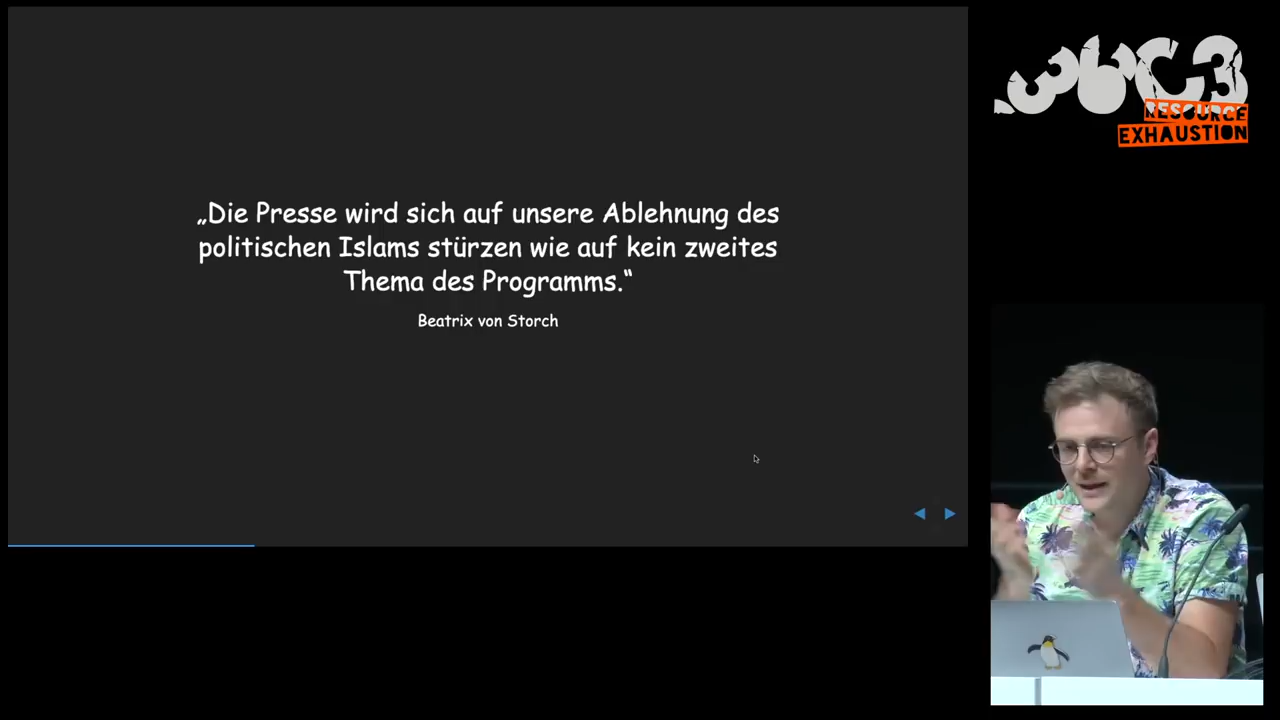 „Die Presse wird sich auf unsere Ablehnung des
politischen Islams stürzen wie auf kein zweites
Thema des Programms.“
Beatrix von Storch
36C3
RESOURCE
EXHAUSTION